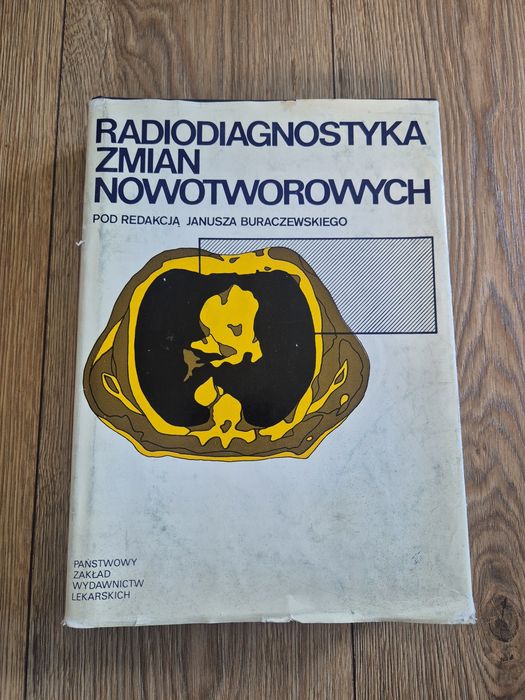 RADIODIAGNOSTYKA
ZMIAN
NOWOTWOROWYCH
POD REDAKCJĄ JANUSZA BURACZEWSKIEGO
PAŃSTWOWY
ZAKŁAD
WYDAWNICTW
LEKARSKICH